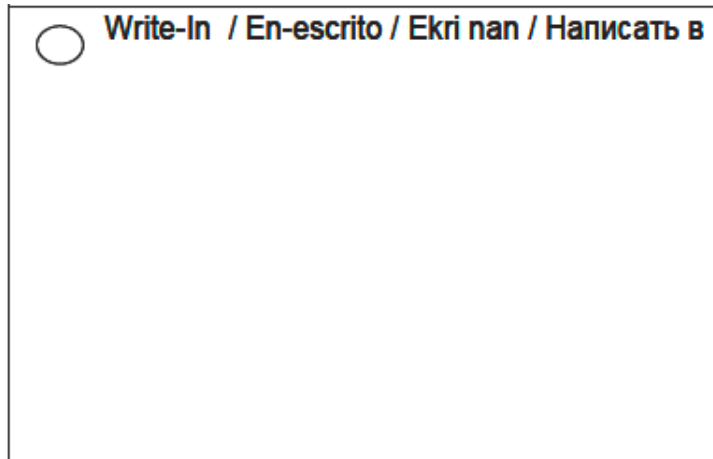 Write-In / En-escrito / Ekri nan / Написать в